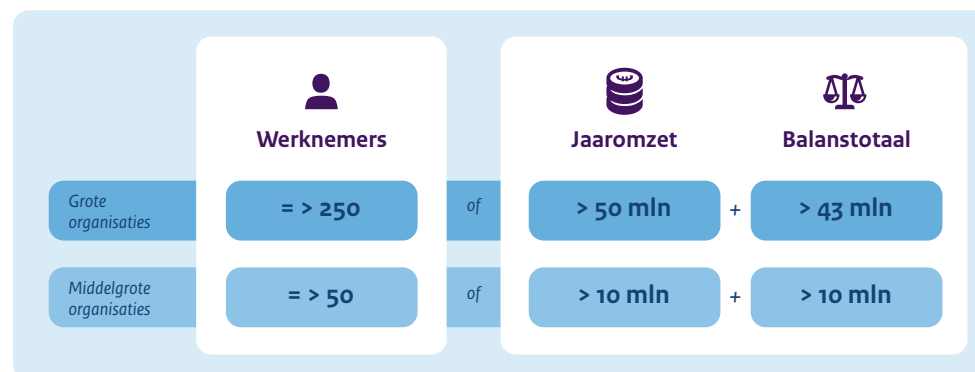 Werknemers
Jaaromzet
Balanstotaal
Grote
organisaties
= > 250
of
> 50 mln
+
> 43 mln
Middelgrote
organisaties
= > 50
of
> 10 mln
+
> 10 mln